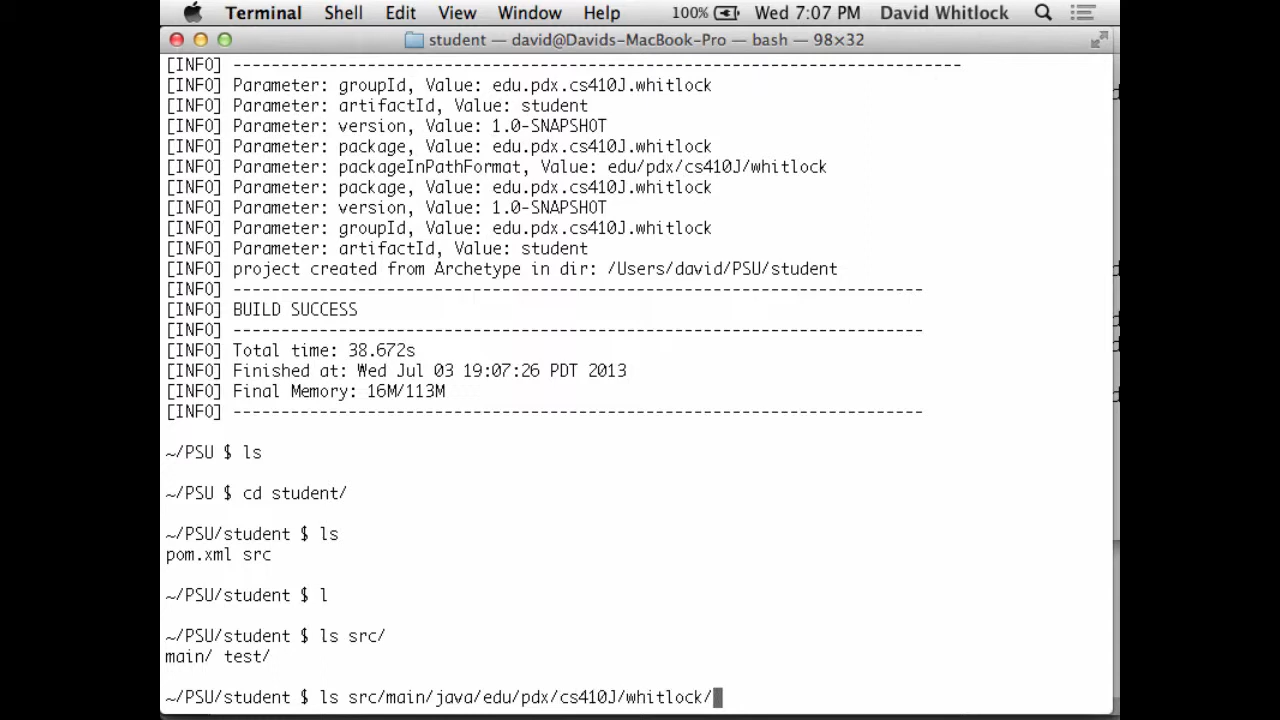 Terminal Shell Edit View Window Help 100% Wed 7:07 PM David Whitlock
student — david@Davids-MacBook-Pro — bash — 98×32
[INFO] ----------------------------------------------------------------------------
[INFO] Parameter: groupId, Value: edu.pdx.cs410J.whitlock
[INFO] Parameter: artifactId, Value: student
[INFO] Parameter: version, Value: 1.0-SNAPSHOT
[INFO] Parameter: package, Value: edu.pdx.cs410J.whitlock
[INFO] Parameter: packageInPathFormat, Value: edu/pdx/cs410J/whitlock
[INFO] Parameter: package, Value: edu.pdx.cs410J.whitlock
[INFO] Parameter: version, Value: 1.0-SNAPSHOT
[INFO] Parameter: groupId, Value: edu.pdx.cs410J.whitlock
[INFO] Parameter: artifactId, Value: student
[INFO] project created from Archetype in dir: /Users/david/PSU/student
[INFO] ------------------------------------------------------------------------
[INFO] BUILD SUCCESS
[INFO] ------------------------------------------------------------------------
[INFO] Total time: 38.672s
[INFO] Finished at: Wed Jul 03 19:07:26 PDT 2013
[INFO] Final Memory: 16M/113M
[INFO] ------------------------------------------------------------------------
~/PSU $ ls
~/PSU $ cd student/
~/PSU/student $ ls
pom.xml src
~/PSU/student $ l
~/PSU/student $ ls src/
main/ test/
~/PSU/student $ ls src/main/java/edu/pdx/cs410J/whitlock/